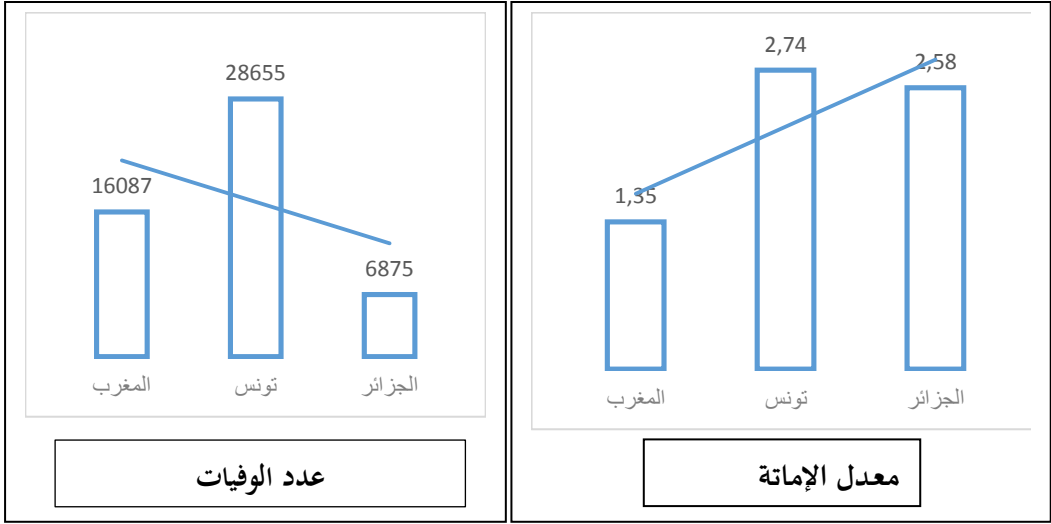 2,74
2,58
1,35
المغرب تونس الجزائر
معدل الإماتة
28655
16087
6875
المغرب تونس الجزائر
عدد الوفيات